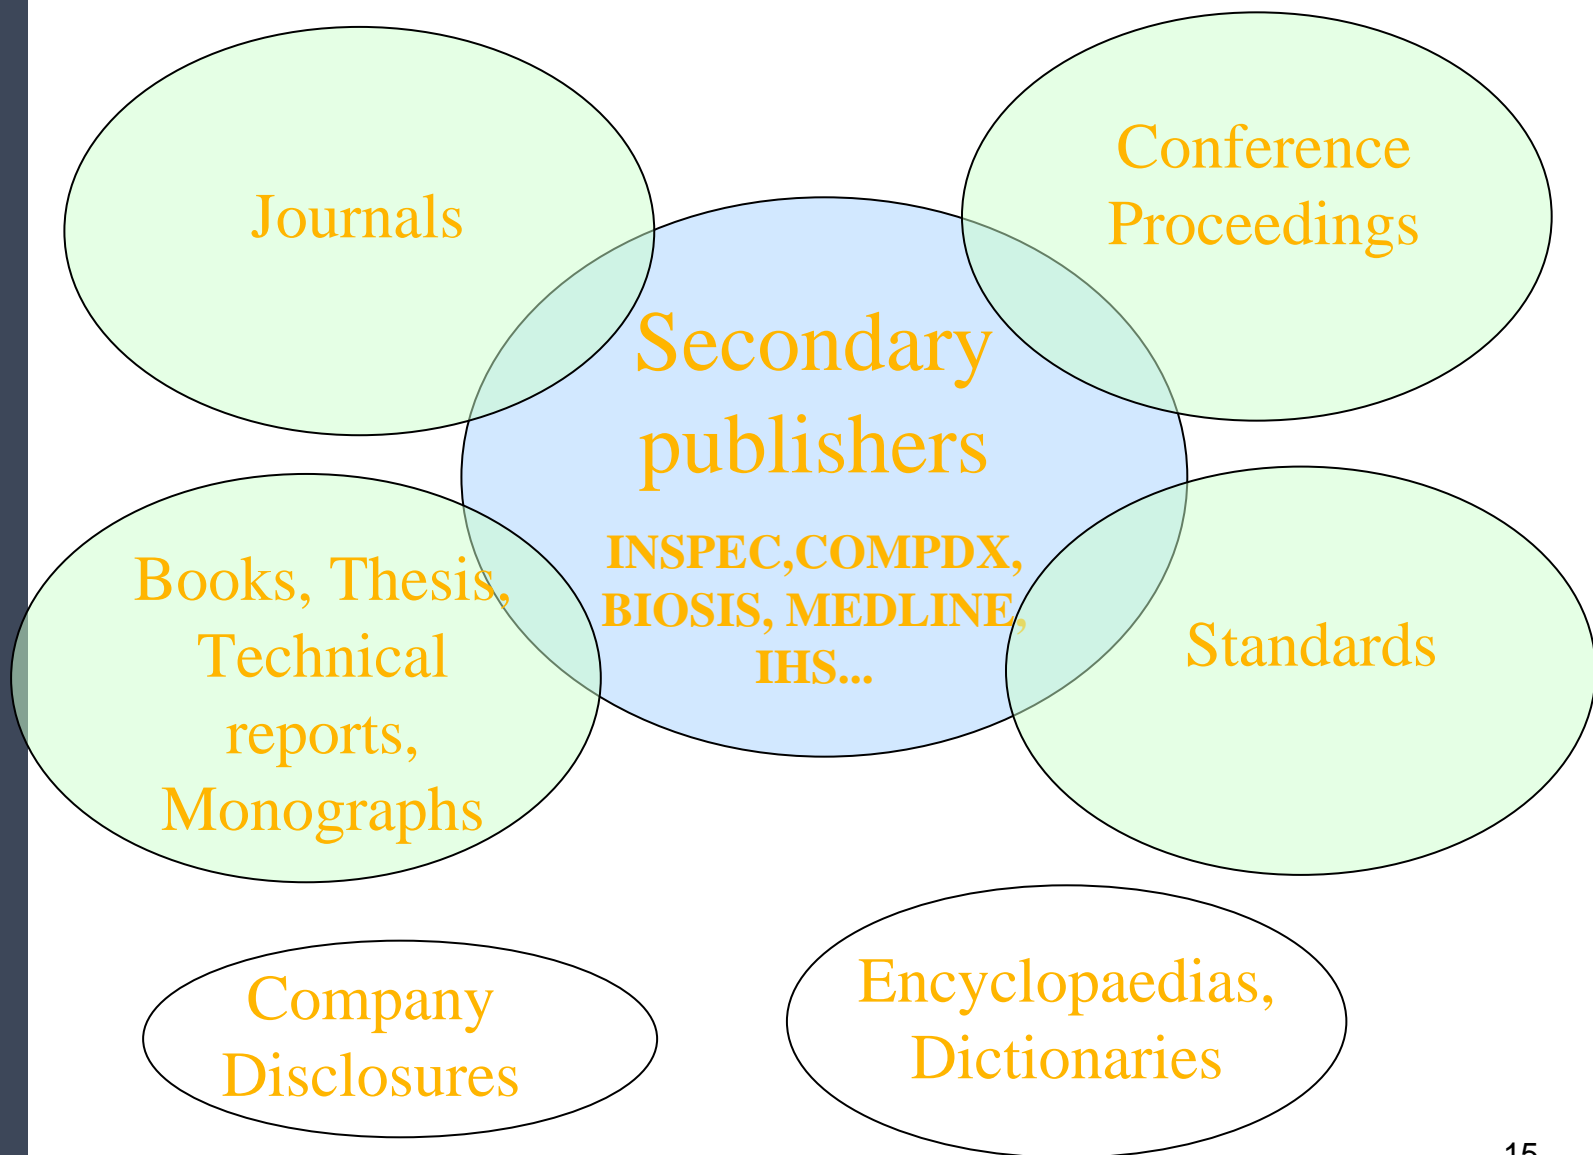 Journals
Conference
Proceedings
Secondary
publishers
INSPEC,COMPDX,
BIOSIS, MEDLINE,
IHS...
Books, Thesis,
Technical
reports,
Monographs
Standards
Company
Disclosures
Encyclopaedias,
Dictionaries
15